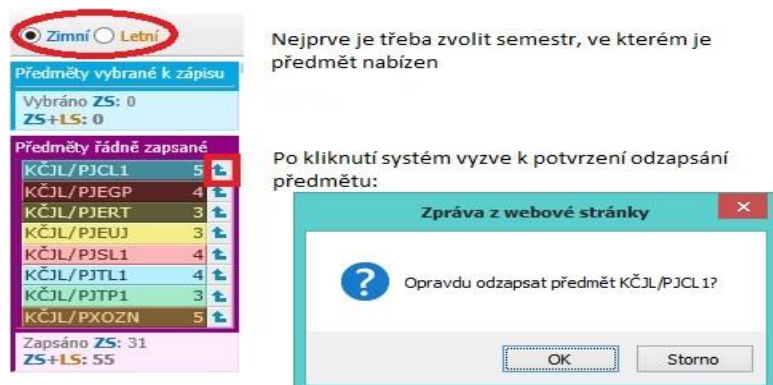 Zimní Letní
Nejprve je třeba zvolit semestr, ve kterém je
předmět nabízen
Předměty vybrané k zápisu
Vybráno ZS: 0
ZS+LS: 0
Předměty řádně zapsané
KČJL/PJCL1 5
KČJL/PJEGP 4
KČJL/PJERT 3
KČJL/PJEUJ 3
KČJL/PJSL1 4
KČJL/PJTL1 4
KČJL/PJTP1 3
KČJL/PXOZN 5
Zapsáno ZS: 31
ZS+LS: 55
Po kliknutí systém vyzve k potvrzení odzapsání
předmětu:
Zpráva z webové stránky
Opravdu odzapsat předmět KČJL/PJCL1?
OK Storno